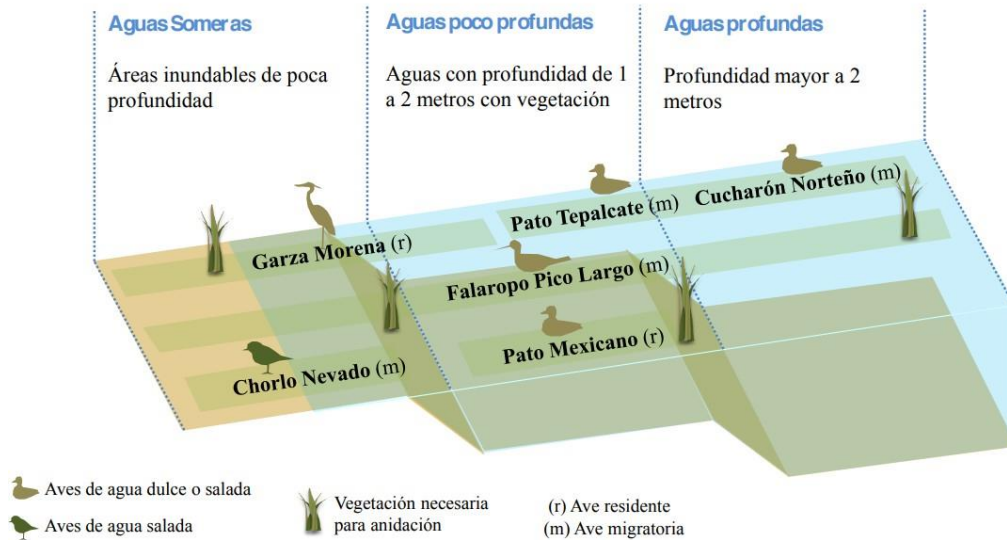 Aguas Someras
Áreas inundables de poca
profundidad
Aguas poco profundas
Aguas con profundidad de 1
a 2 metros con vegetación
Aguas profundas
Profundidad mayor a 2
metros
Cucharón Norteño (m)
Pato Tepalcate (m)
Garza Morena (r)
Falaropo Pico Largo (m)
Pato Mexicano (r)
Chorlo Nevado (m)
Aves de agua dulce o salada
Aves de agua salada
Vegetación necesaria
para anidación
(r) Ave residente
(m) Ave migratoria